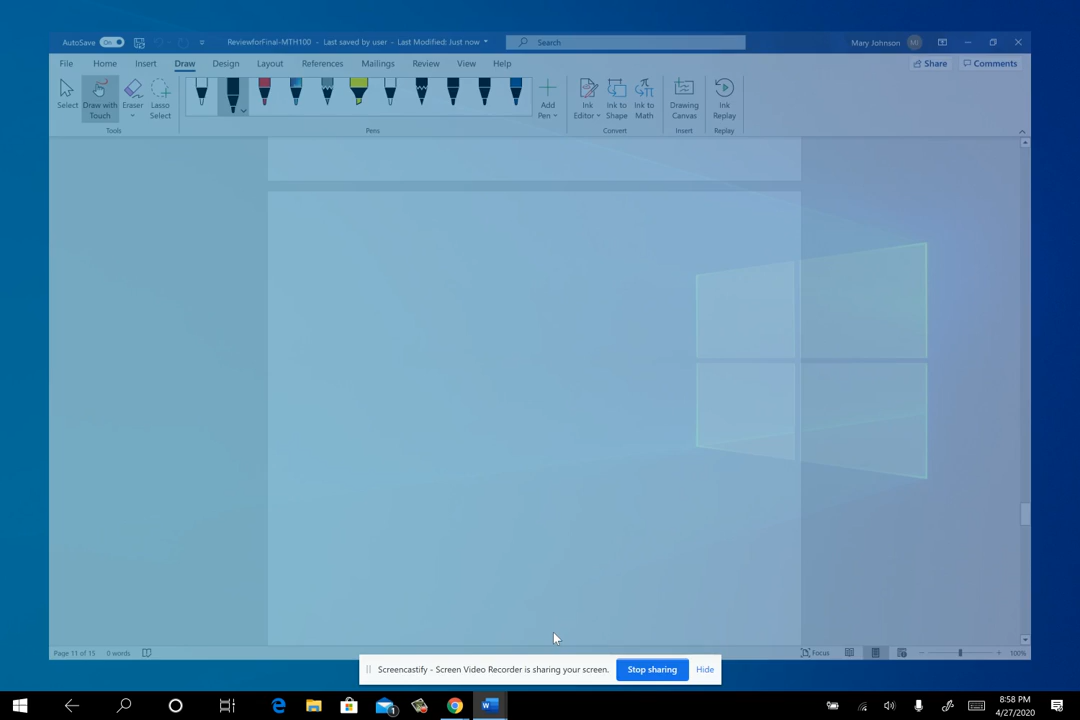 AutoSave On ReviewforFinal-MTH100 - Last saved by user - Last Modified: Just now Search Mary Johnson MJ
File Home Insert Draw Design Layout References Mailings Review View Help Share Comments
Select Draw with Touch Eraser Lasso Select Add Pen Ink Editor Ink to Shape Ink to Math Drawing Canvas Ink Replay
Tools Pens Convert Insert Replay
Page 11 of 15 0 words Focus 100%
Screencastify - Screen Video Recorder is sharing your screen. Stop sharing Hide
1
8:58 PM
4/27/2020